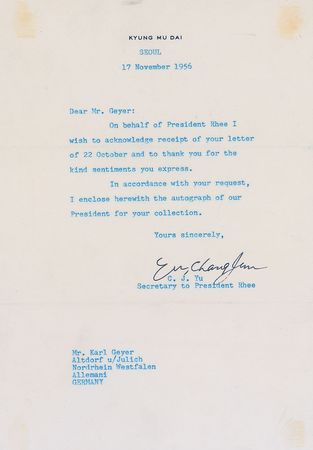 KYUNG MU DAI
SEOUL
17 November 1956
Dear Mr. Geyer:
On behalf of President Rhee I
wish to acknowledge receipt of your letter
of 22 October and to thank you for the
kind sentiments you express.
In accordance with your request,
I enclose herewith the autograph of our
President for your collection.
Yours sincerely,
C. J. Yu
Secretary to President Rhee
Mr. Karl Geyer
Altdorf u/Julich
Nordrhein Westfalen
Allemani
GERMANY